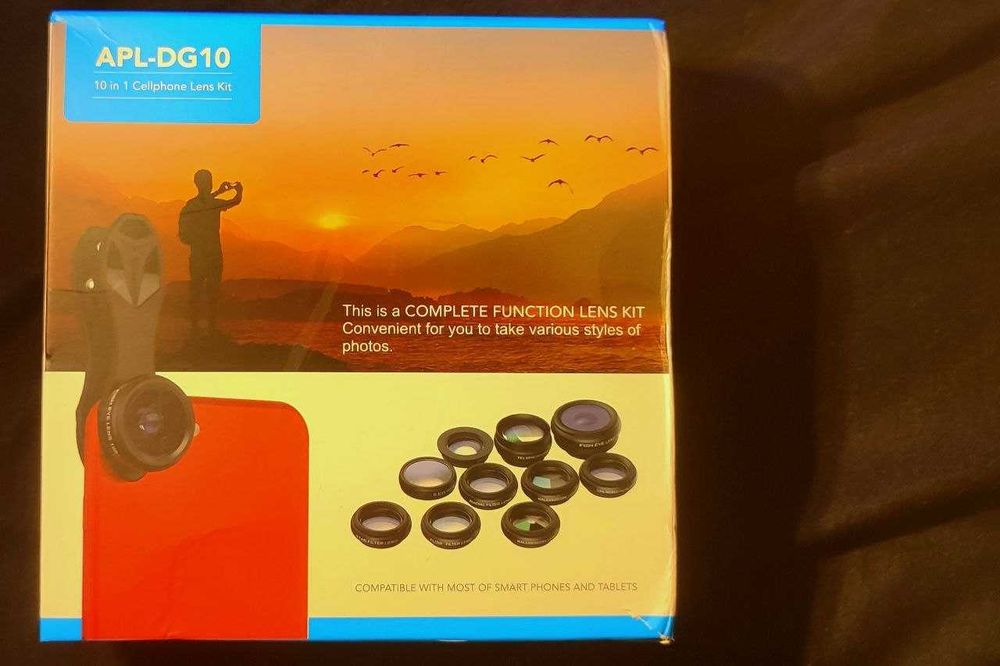 APL-DG10
10 in 1 Cellphone Lens Kit
This is a COMPLETE FUNCTION LENS KIT
Convenient for you to take various styles of
photos.
COMPATIBLE WITH MOST OF SMART PHONES AND TABLETS